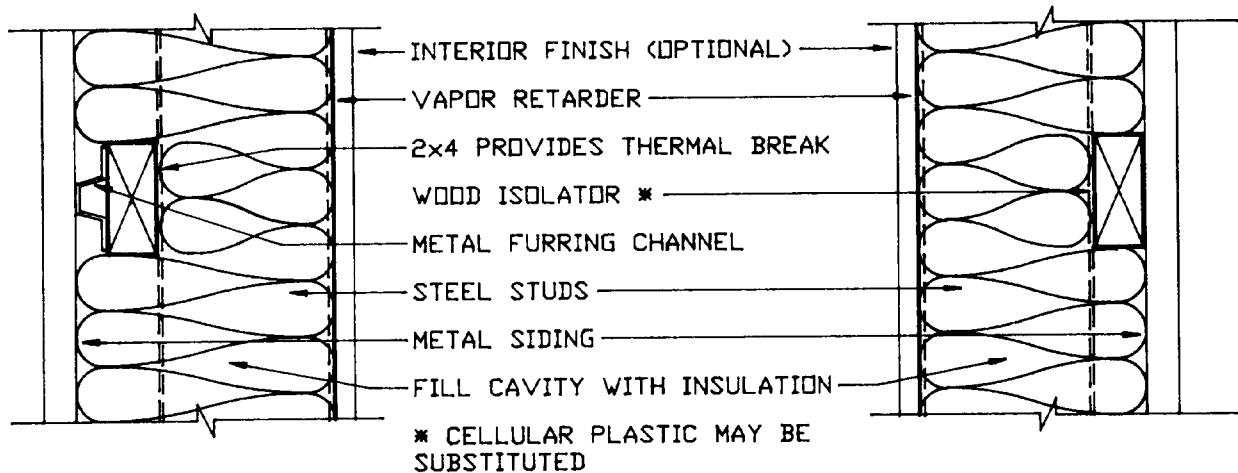 INTERIOR FINISH (OPTIONAL)
VAPOR RETARDER
2x4 PROVIDES THERMAL BREAK
WOOD ISOLATOR *
METAL FURRING CHANNEL
STEEL STUDS
METAL SIDING
FILL CAVITY WITH INSULATION
* CELLULAR PLASTIC MAY BE
SUBSTITUTED